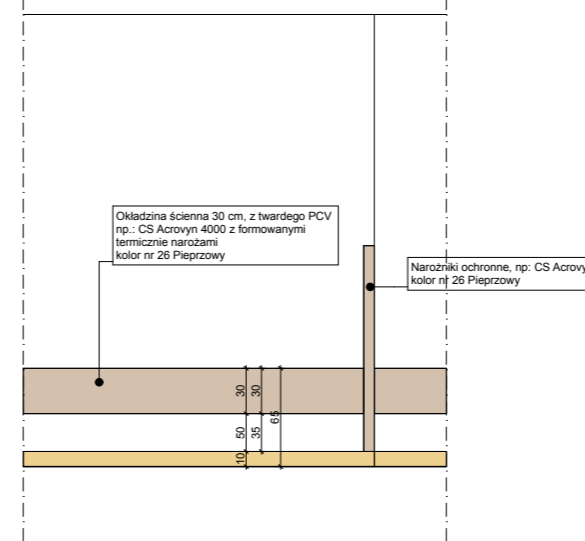 Okładzina ścienna 30 cm, z twardego PCV
np.: CS Acrovyn 4000 z formowanymi
termicznie narożami
kolor nr 26 Pieprzowy
Narożniki ochronne, np: CS Acrovy
kolor nr 26 Pieprzowy
30
30
65
50
35
10